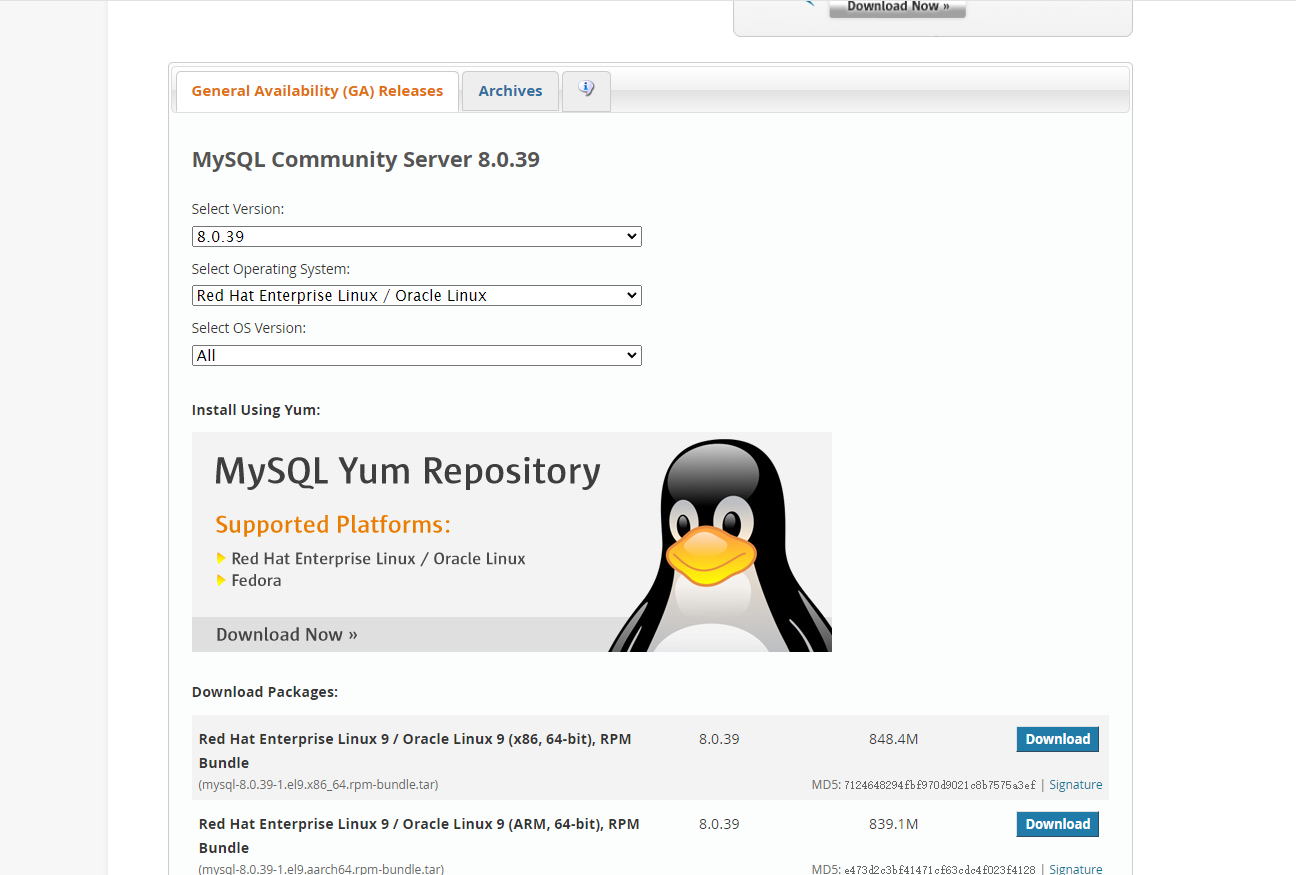 Download Now »
General Availability (GA) Releases
Archives
MySQL Community Server 8.0.39
Select Version:
8.0.39
Select Operating System:
Red Hat Enterprise Linux / Oracle Linux
Select OS Version:
All
Install Using Yum:
MySQL Yum Repository
Supported Platforms:
Red Hat Enterprise Linux / Oracle Linux
Fedora
Download Now »
Download Packages:
Red Hat Enterprise Linux 9 / Oracle Linux 9 (x86, 64-bit), RPM
Bundle
8.0.39
848.4M
Download
(mysql-8.0.39-1.el9.x86_64.rpm-bundle.tar)
MD5: 7124648294fbf970d9021c8b7575a3ef | Signature
Red Hat Enterprise Linux 9 / Oracle Linux 9 (ARM, 64-bit), RPM
Bundle
8.0.39
839.1M
Download
(mysql-8.0.39-1.el9.aarch64.rpm-bundle.tar)
MD5: e473d2c3bf41471cf63cdc4f023f4128 | Signature